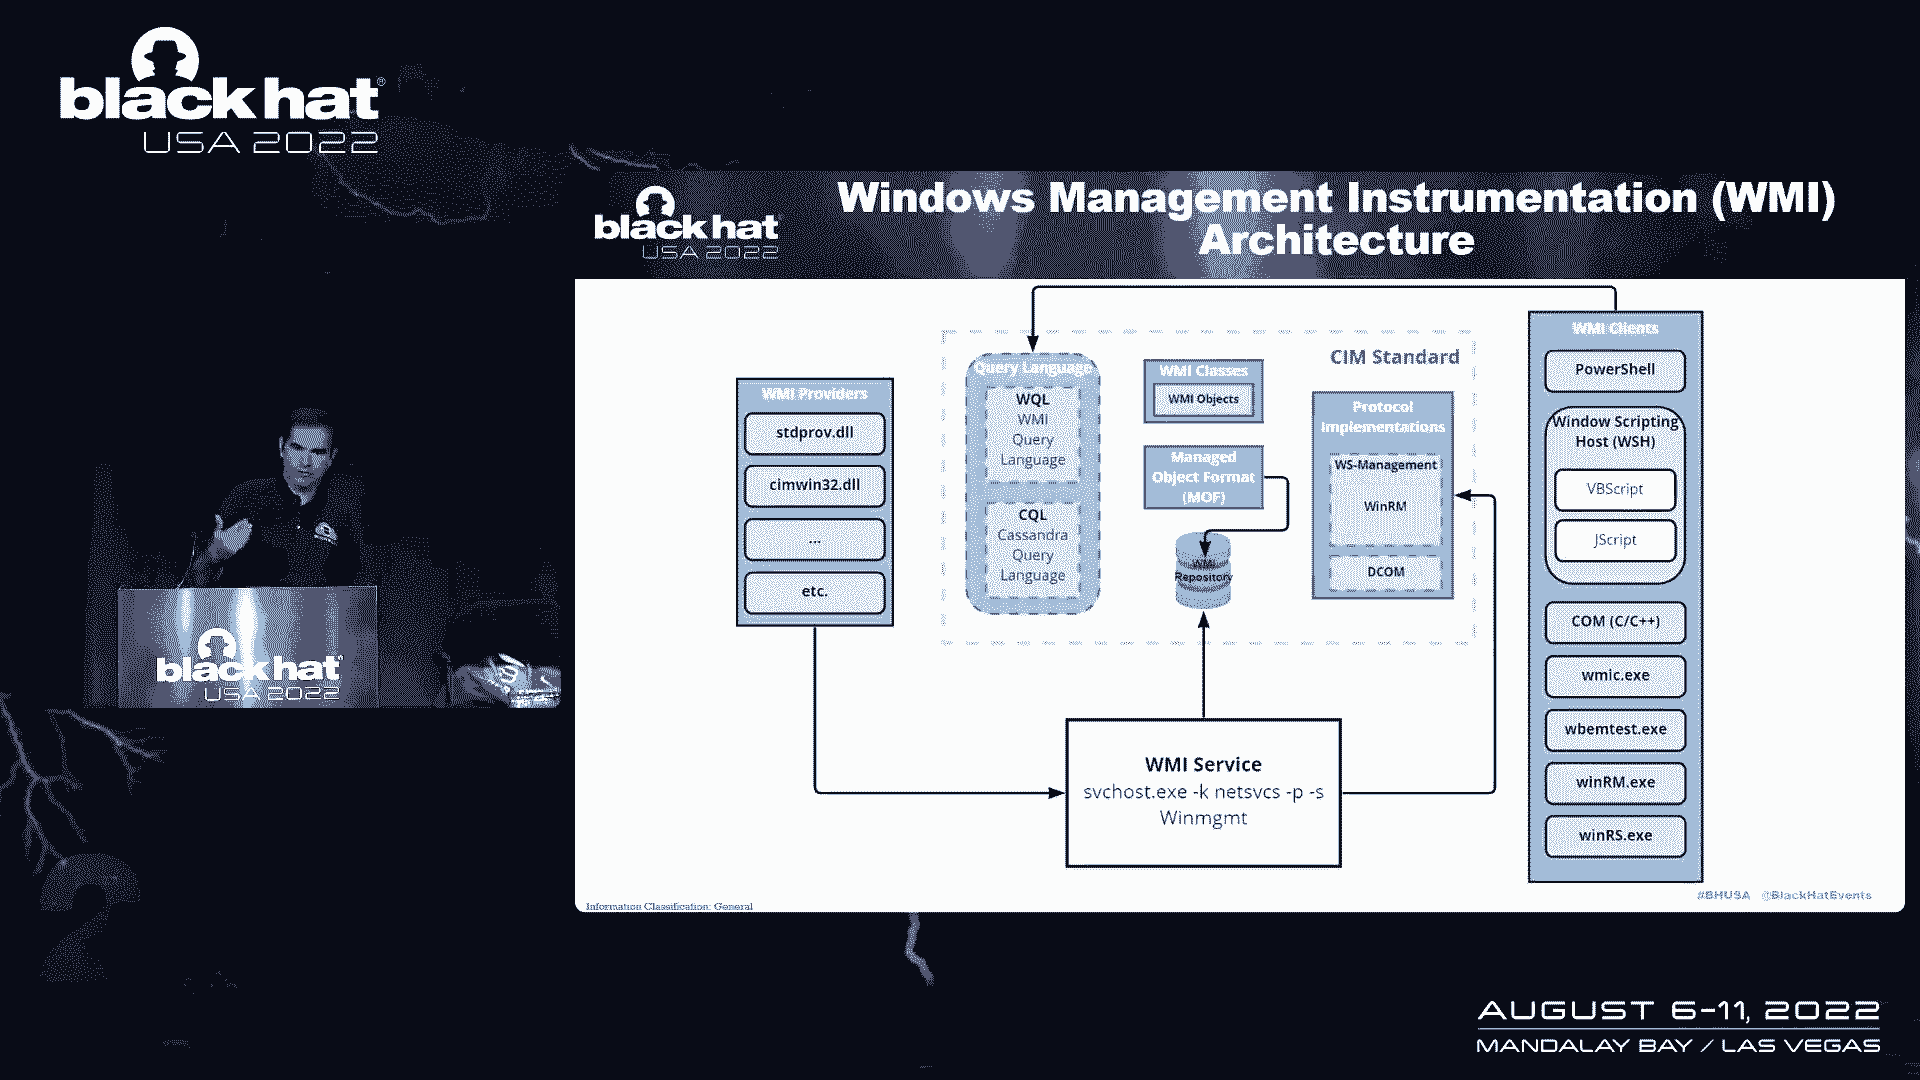 black hat®
USA 2022
black hat
USA 2022
Windows Management Instrumentation (WMI)
Architecture
WMI Providers
stdprov.dll
cimwin32.dll
...
etc.
CIM Standard
Query Language
WQL
WMI
Query
Language
CQL
Cassandra
Query
Language
WMI Classes
WMI Objects
Managed
Object Format
(MOF)
WMI
Repository
Protocol
Implementations
WS-Management
WinRM
DCOM
WMI Clients
PowerShell
Window Scripting
Host (WSH)
VBScript
JScript
COM (C/C++)
wmic.exe
wbemtest.exe
winRM.exe
winRS.exe
WMI Service
svchost.exe -k netsvcs -p -s
Winmgmt
Information Classification: General
#BHUSA @BlackHatEvents
black hat®
USA 2022
2
AUGUST 6-11, 2022
MANDALAY BAY / LAS VEGAS